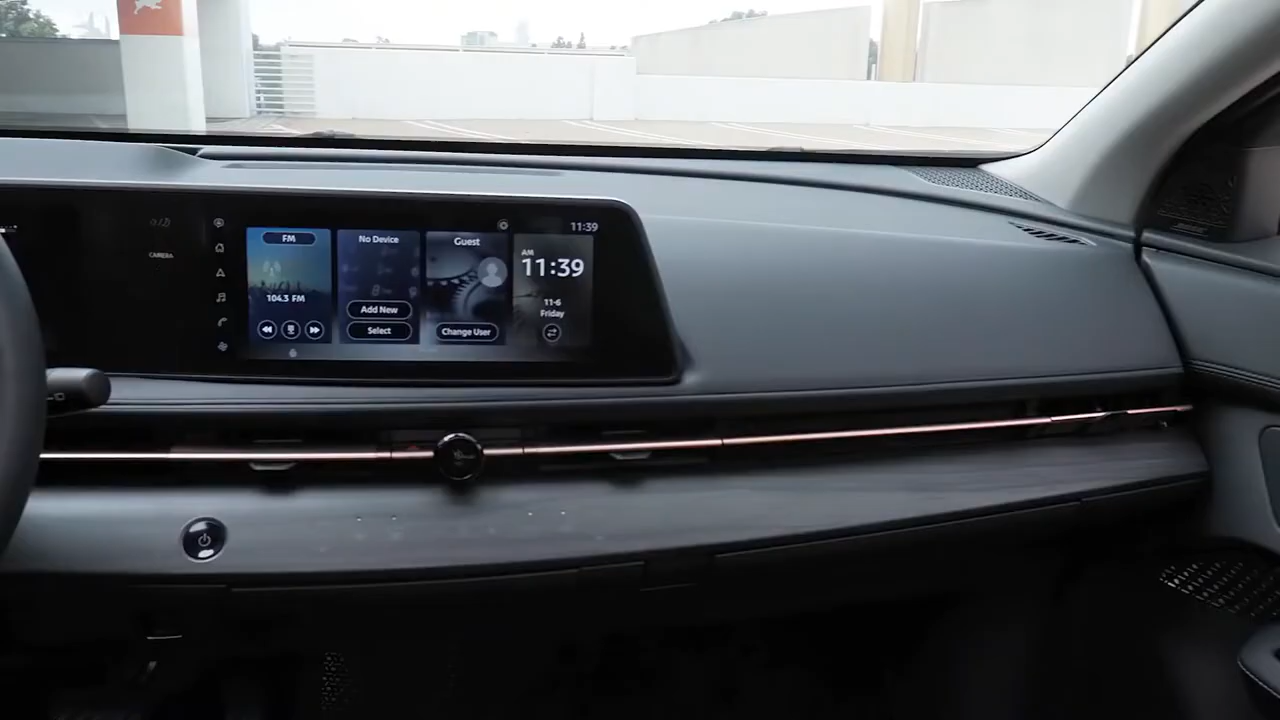 CAMERA
11:39
FM
104.3 FM
No Device
Add New
Select
Guest
Change User
AM
11:39
11-6
Friday